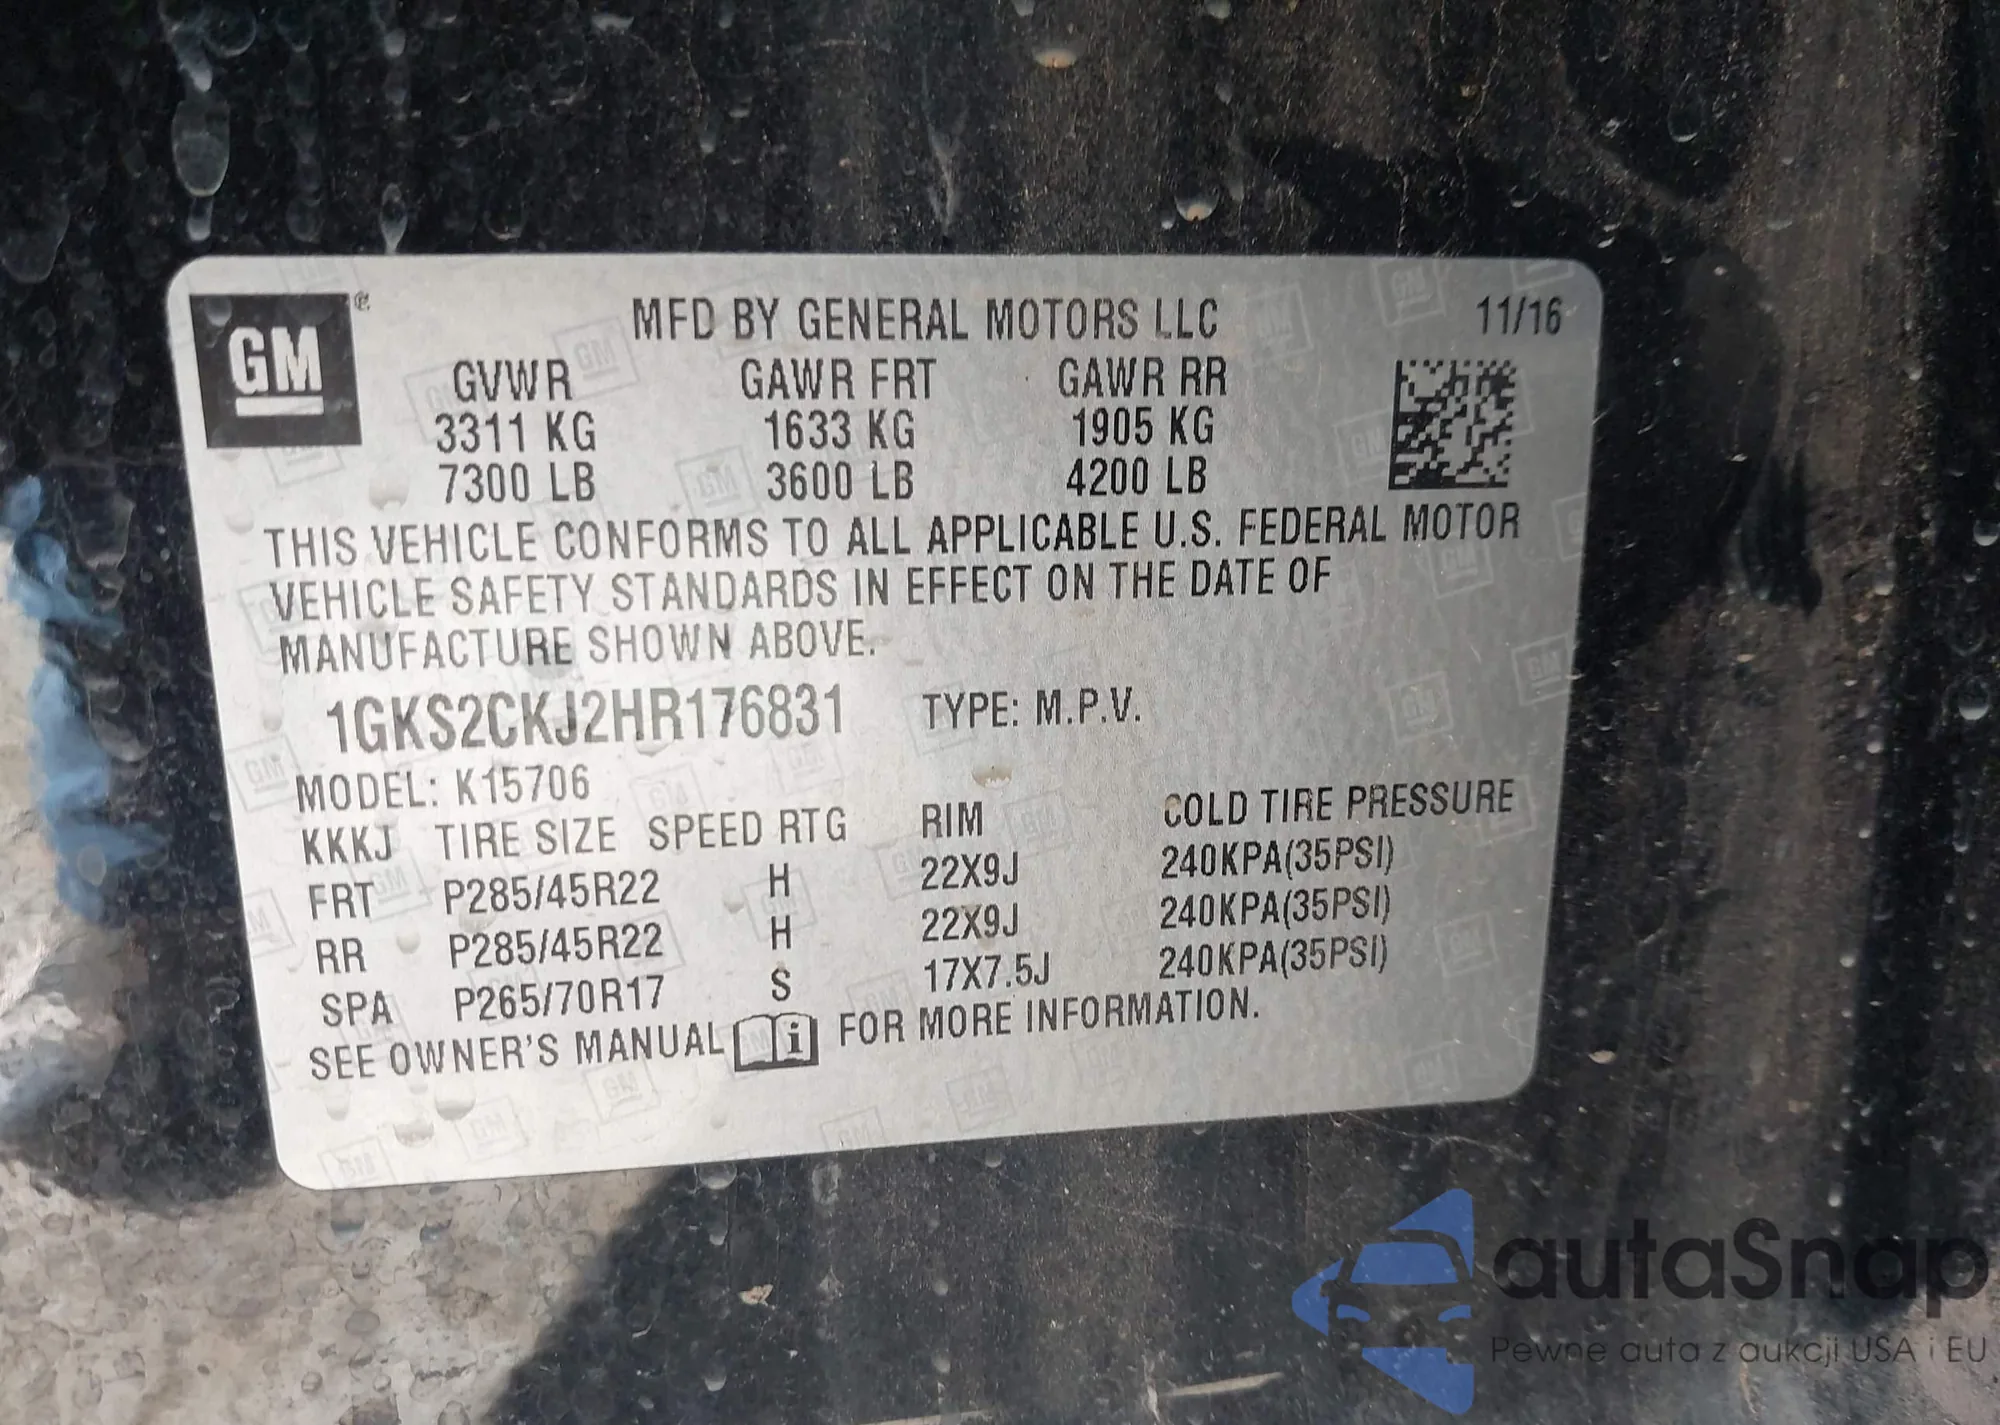 GM ®
MFD BY GENERAL MOTORS LLC 11/16
GVWR GAWR FRT GAWR RR
3311 KG 1633 KG 1905 KG
7300 LB 3600 LB 4200 LB
THIS VEHICLE CONFORMS TO ALL APPLICABLE U.S. FEDERAL MOTOR
VEHICLE SAFETY STANDARDS IN EFFECT ON THE DATE OF
MANUFACTURE SHOWN ABOVE.
1GKS2CKJ2HR176831 TYPE: M.P.V.
MODEL: K15706
KKKJ TIRE SIZE SPEED RTG RIM COLD TIRE PRESSURE
FRT P285/45R22 H 22X9J 240KPA(35PSI)
RR P285/45R22 H 22X9J 240KPA(35PSI)
SPA P265/70R17 S 17X7.5J 240KPA(35PSI)
SEE OWNER'S MANUAL i FOR MORE INFORMATION.
autaSnap
Pewne auta z aukcji USA i EU